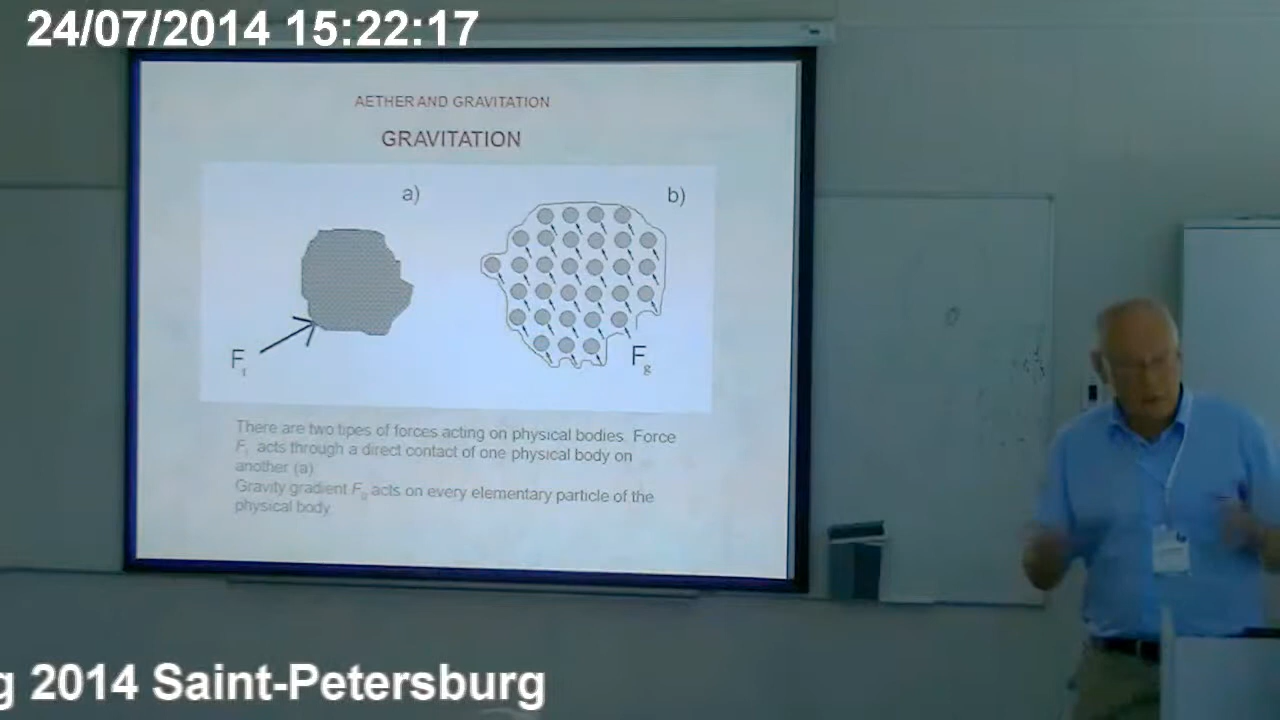 24/07/2014 15:22:17
AETHER AND GRAVITATION
GRAVITATION
a)
b)
F
F g
There are two tipes of forces acting on physical bodies. Force
F acts through a direct contact of one physical body on
another (a)
Gravity gradient F g acts on every elementary particle of the
physical body.
g 2014 Saint-Petersburg